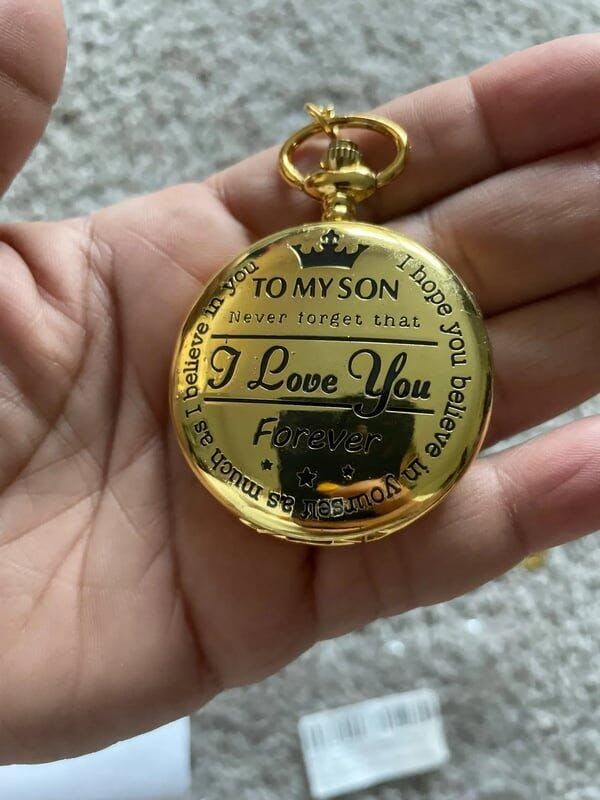 TO MY SON
Never forget that
I Love You
Forever
I hope you believe in yourself as much as I believe in you